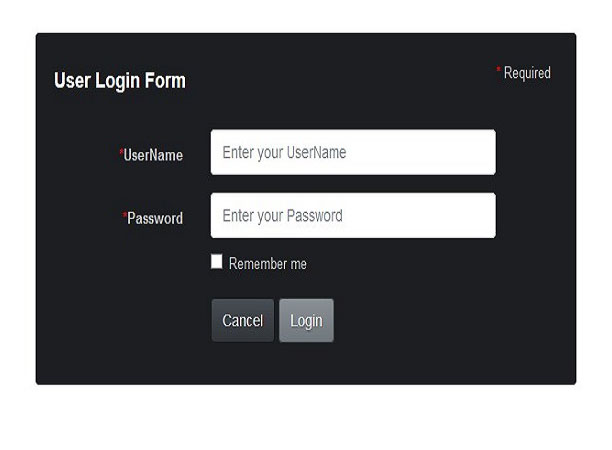 User Login Form
* Required
*UserName
Enter your UserName
*Password
Enter your Password
Remember me
Cancel
Login